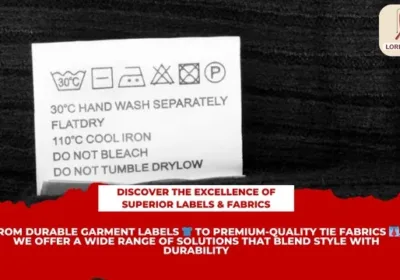 LORE
30°C
P
30°C HAND WASH SEPARATELY
FLATDRY
110°C COOL IRON
DO NOT BLEACH
DO NOT TUMBLE DRYLOW
DISCOVER THE EXCELLENCE OF
SUPERIOR LABELS & FABRICS
ROM DURABLE GARMENT LABELS 👕 TO PREMIUM-QUALITY TIE FABRICS 👔
WE OFFER A WIDE RANGE OF SOLUTIONS THAT BLEND STYLE WITH
DURABILITY